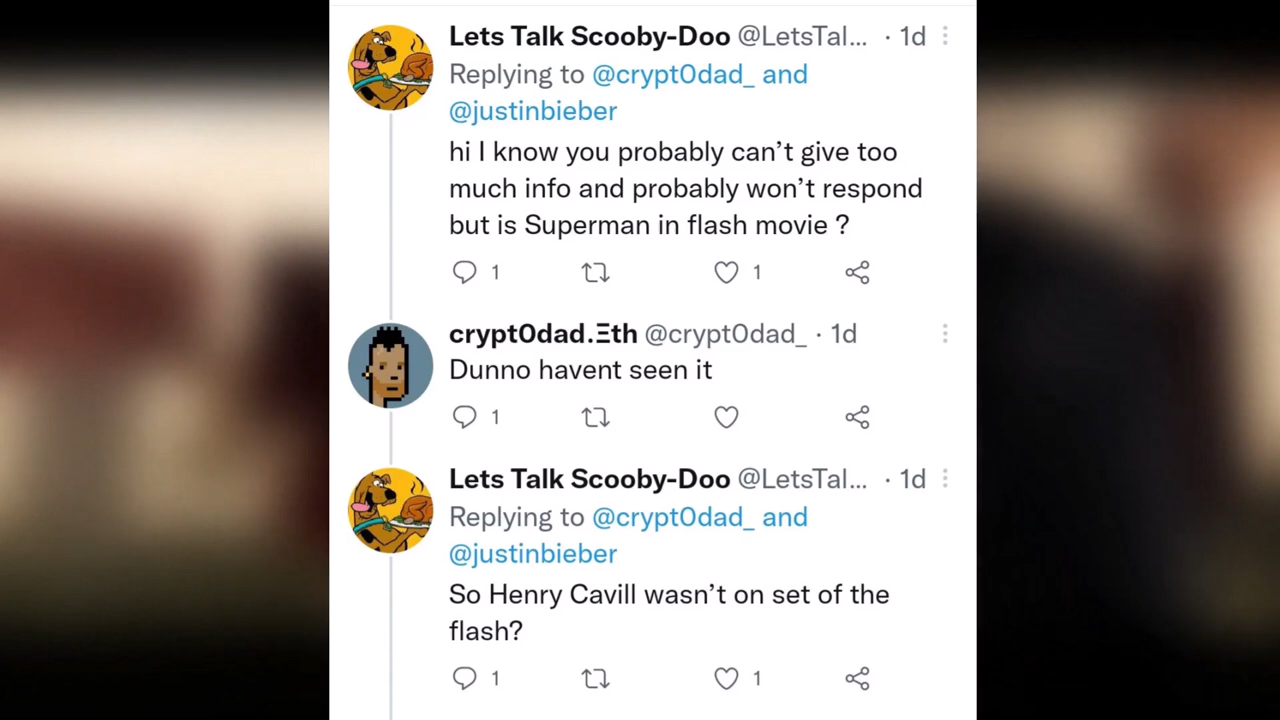 Lets Talk Scooby-Doo @LetsTal... · 1d
Replying to @crypt0dad_ and
@justinbieber
hi I know you probably can’t give too
much info and probably won’t respond
but is Superman in flash movie ?
1 1
crypt0dad.Ξth @crypt0dad_ · 1d
Dunno havent seen it
1
Lets Talk Scooby-Doo @LetsTal... · 1d
Replying to @crypt0dad_ and
@justinbieber
So Henry Cavill wasn’t on set of the
flash?
1 1